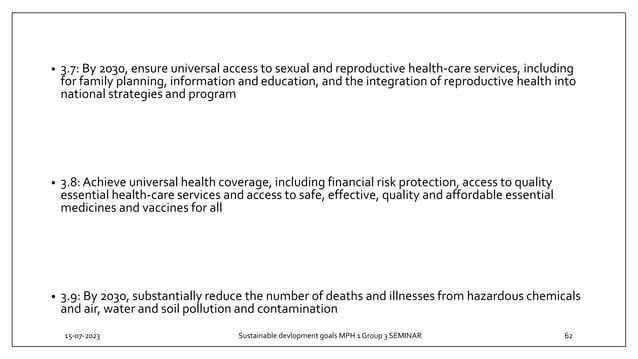 • 3.7: By 2030, ensure universal access to sexual and reproductive health-care services, including
for family planning, information and education, and the integration of reproductive health into
national strategies and program
• 3.8: Achieve universal health coverage, including financial risk protection, access to quality
essential health-care services and access to safe, effective, quality and affordable essential
medicines and vaccines for all
• 3.9: By 2030, substantially reduce the number of deaths and illnesses from hazardous chemicals
and air, water and soil pollution and contamination
15-07-2023 Sustainable devlopment goals MPH 1 Group 3 SEMINAR 62